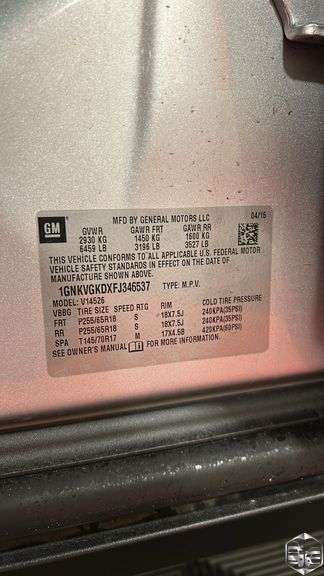 GM
MFD BY GENERAL MOTORS LLC
04/15
GVWR GAWR FRT GAWR RR
2930 KG 1450 KG 1600 KG
6459 LB 3196 LB 3527 LB
THIS VEHICLE CONFORMS TO ALL APPLICABLE U.S. FEDERAL MOTOR
VEHICLE SAFETY STANDARDS IN EFFECT ON THE DATE OF
MANUFACTURE SHOWN ABOVE.
1GNKVGKDXFJ346537 TYPE: M.P.V.
MODEL: V14526
VBBG TIRE SIZE SPEED RTG RIM COLD TIRE PRESSURE
FRT P255/65R18 S 18X7.5J 240KPA(35PSI)
RR P255/65R18 S 18X7.5J 240KPA(35PSI)
SPA T145/70R17 M 17X4.5B 420KPA(60PSI)
SEE OWNER'S MANUAL FOR MORE INFORMATION.